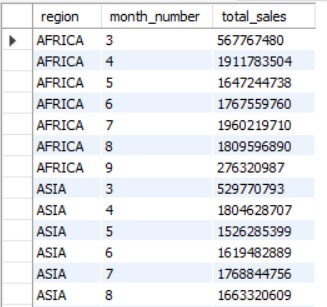 region month_number total_sales
AFRICA 3 567767480
AFRICA 4 1911783504
AFRICA 5 1647244738
AFRICA 6 1767559760
AFRICA 7 1960219710
AFRICA 8 1809596890
AFRICA 9 276320987
ASIA 3 529770793
ASIA 4 1804628707
ASIA 5 1526285399
ASIA 6 1619482889
ASIA 7 1768844756
ASIA 8 1663320609